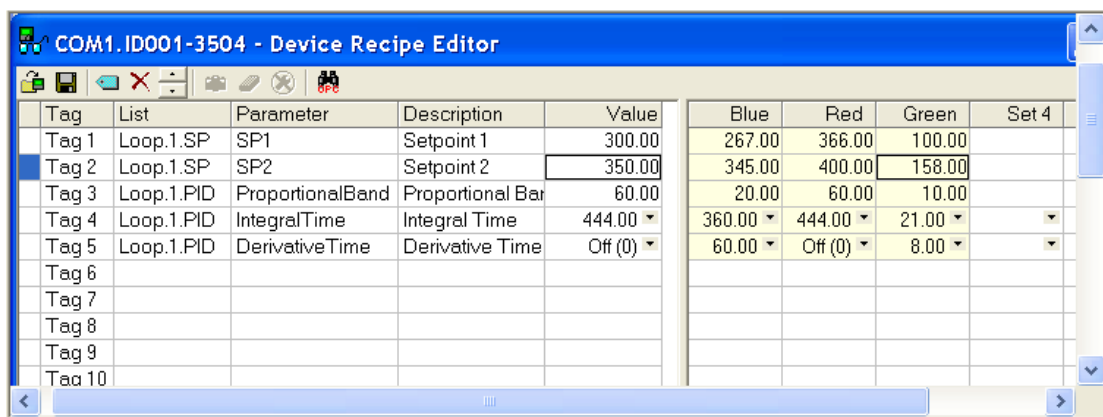 COM1.ID001-3504 - Device Recipe Editor
OPC
Tag List Parameter Description Value Blue Red Green Set 4
Tag 1 Loop.1.SP SP1 Setpoint 1 300.00 267.00 366.00 100.00
Tag 2 Loop.1.SP SP2 Setpoint 2 350.00 345.00 400.00 158.00
Tag 3 Loop.1.PID ProportionalBand Proportional Bar 60.00 20.00 60.00 10.00
Tag 4 Loop.1.PID IntegralTime Integral Time 444.00 360.00 444.00 21.00
Tag 5 Loop.1.PID DerivativeTime Derivative Time Off (0) 60.00 Off (0) 8.00
Tag 6
Tag 7
Tag 8
Tag 9
Tag 10